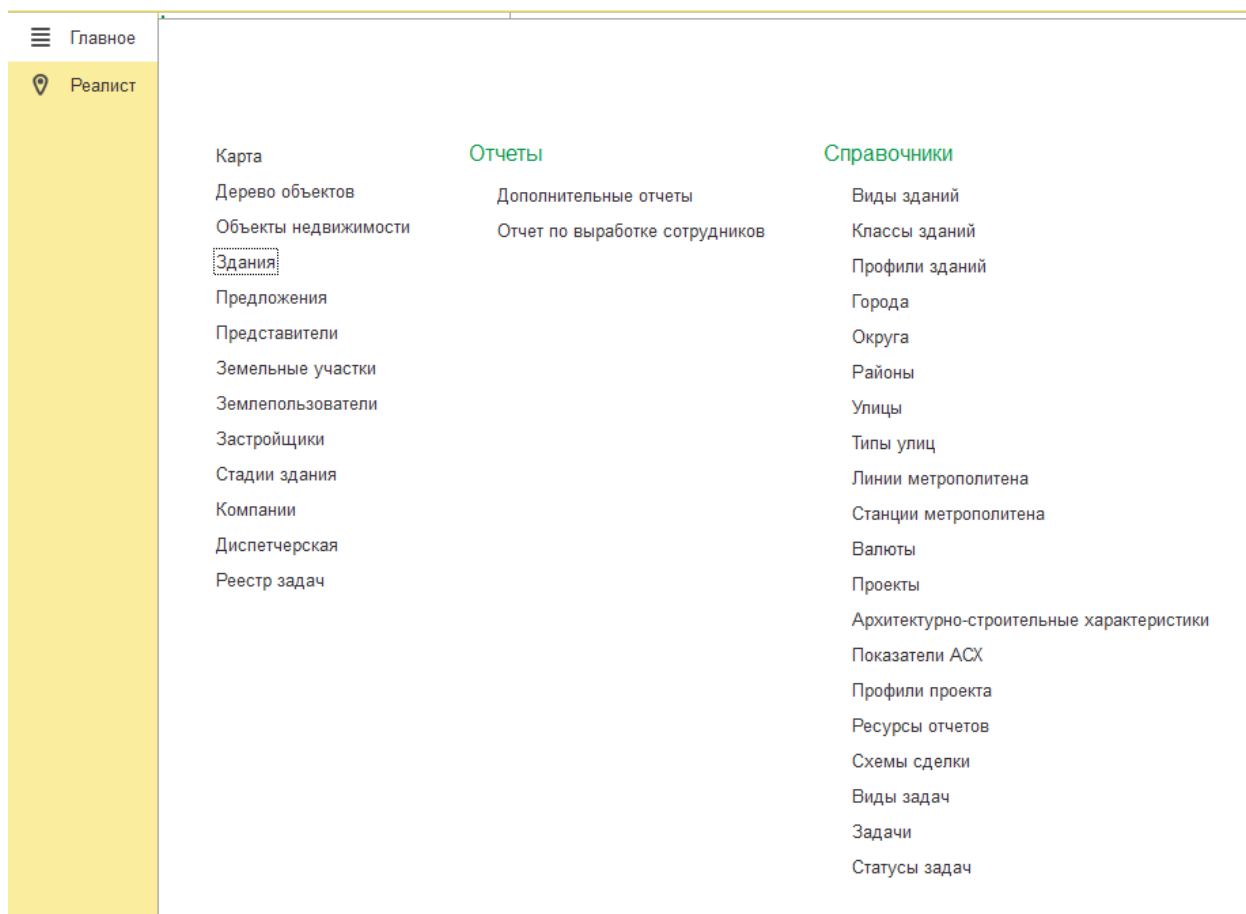 Главное
Реалист
Карта
Дерево объектов
Объекты недвижимости
Здания
Предложения
Представители
Земельные участки
Землепользователи
Застройщики
Стадии здания
Компании
Диспетчерская
Реестр задач
Отчеты
Дополнительные отчеты
Отчет по выработке сотрудников
Справочники
Виды зданий
Классы зданий
Профили зданий
Города
Округа
Районы
Улицы
Типы улиц
Линии метрополитена
Станции метрополитена
Валюты
Проекты
Архитектурно-строительные характеристики
Показатели АСХ
Профили проекта
Ресурсы отчетов
Схемы сделки
Виды задач
Задачи
Статусы задач